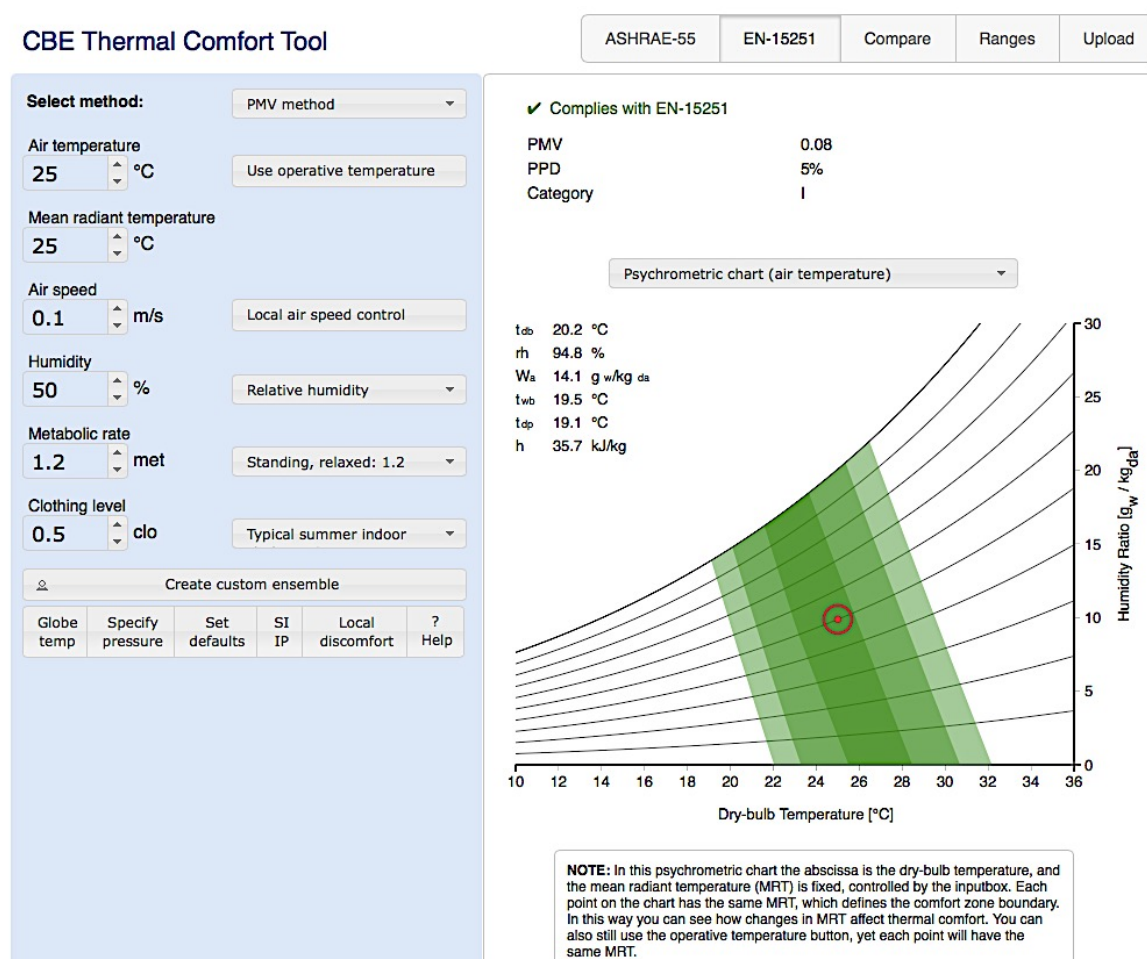 CBE Thermal Comfort Tool
ASHRAE-55
EN-15251
Compare
Ranges
Upload
Select method:
PMV method
Air temperature
25 °C
Use operative temperature
Mean radiant temperature
25 °C
Air speed
0.1 m/s
Local air speed control
Humidity
50 %
Relative humidity
Metabolic rate
1.2 met
Standing, relaxed: 1.2
Clothing level
0.5 clo
Typical summer indoor
Create custom ensemble
Globe temp
Specify pressure
Set defaults
SI IP
Local discomfort
? Help
✔ Complies with EN-15251
PMV 0.08
PPD 5%
Category I
Psychrometric chart (air temperature)
tdb 20.2 °C
rh 94.8 %
Wa 14.1 g w/kg da
twb 19.5 °C
tdp 19.1 °C
h 35.7 kJ/kg
30
25
20
15
10
5
0
Humidity Ratio [gw / kgda]
10 12 14 16 18 20 22 24 26 28 30 32 34 36
Dry-bulb Temperature [°C]
NOTE: In this psychrometric chart the abscissa is the dry-bulb temperature, and
the mean radiant temperature (MRT) is fixed, controlled by the inputbox. Each
point on the chart has the same MRT, which defines the comfort zone boundary.
In this way you can see how changes in MRT affect thermal comfort. You can
also still use the operative temperature button, yet each point will have the
same MRT.